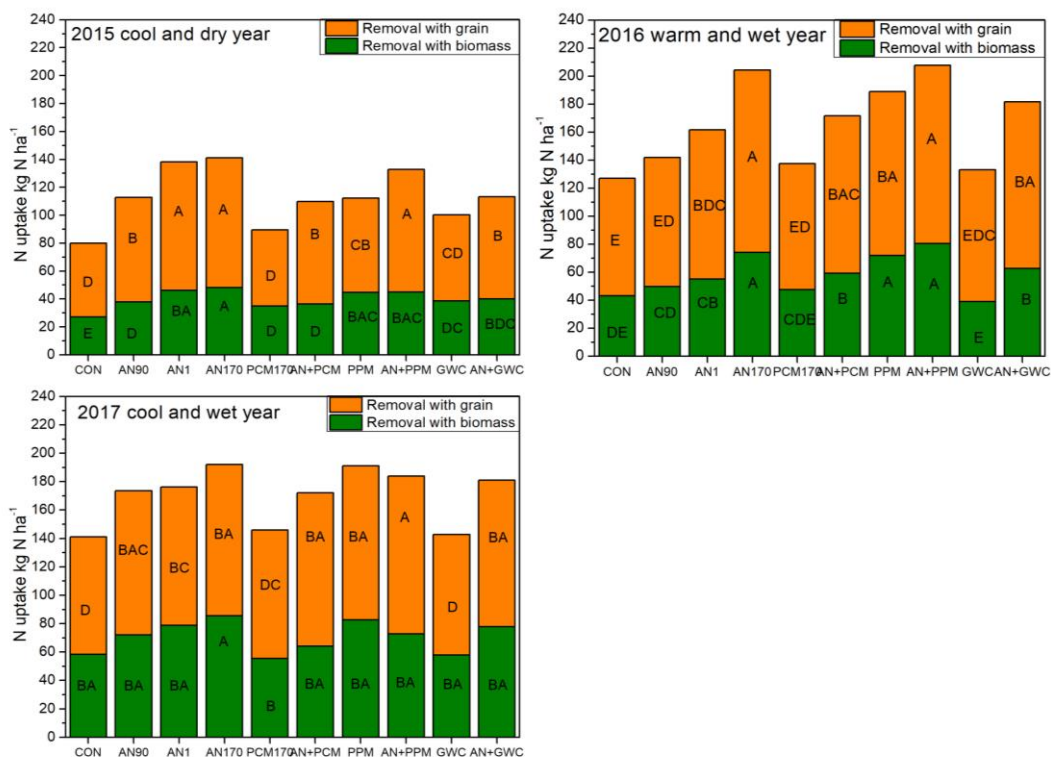 2015 cool and dry year
Removal with grain
Removal with biomass
N uptake kg N ha-1
240
220
200
180
160
140
120
100
80
60
40
20
0
D B A A D B CB A CD B
E D BA A D D BAC BAC DC BDC
CON AN90 AN1 AN170 PCM170 AN+PCM PPM AN+PPM GWC AN+GWC
2016 warm and wet year
Removal with grain
Removal with biomass
N uptake kg N ha-1
240
220
200
180
160
140
120
100
80
60
40
20
0
E ED BDC A ED BAC BA A EDC BA
DE CD CB A CDE B A A E B
CON AN90 AN1 AN170 PCM170 AN+PCM PPM AN+PPM GWC AN+GWC
2017 cool and wet year
Removal with grain
Removal with biomass
N uptake kg N ha-1
240
220
200
180
160
140
120
100
80
60
40
20
0
D BAC BC BA DC BA BA A D BA
BA BA BA A B BA BA BA BA BA
CON AN90 AN1 AN170 PCM170 AN+PCM PPM AN+PPM GWC AN+GWC